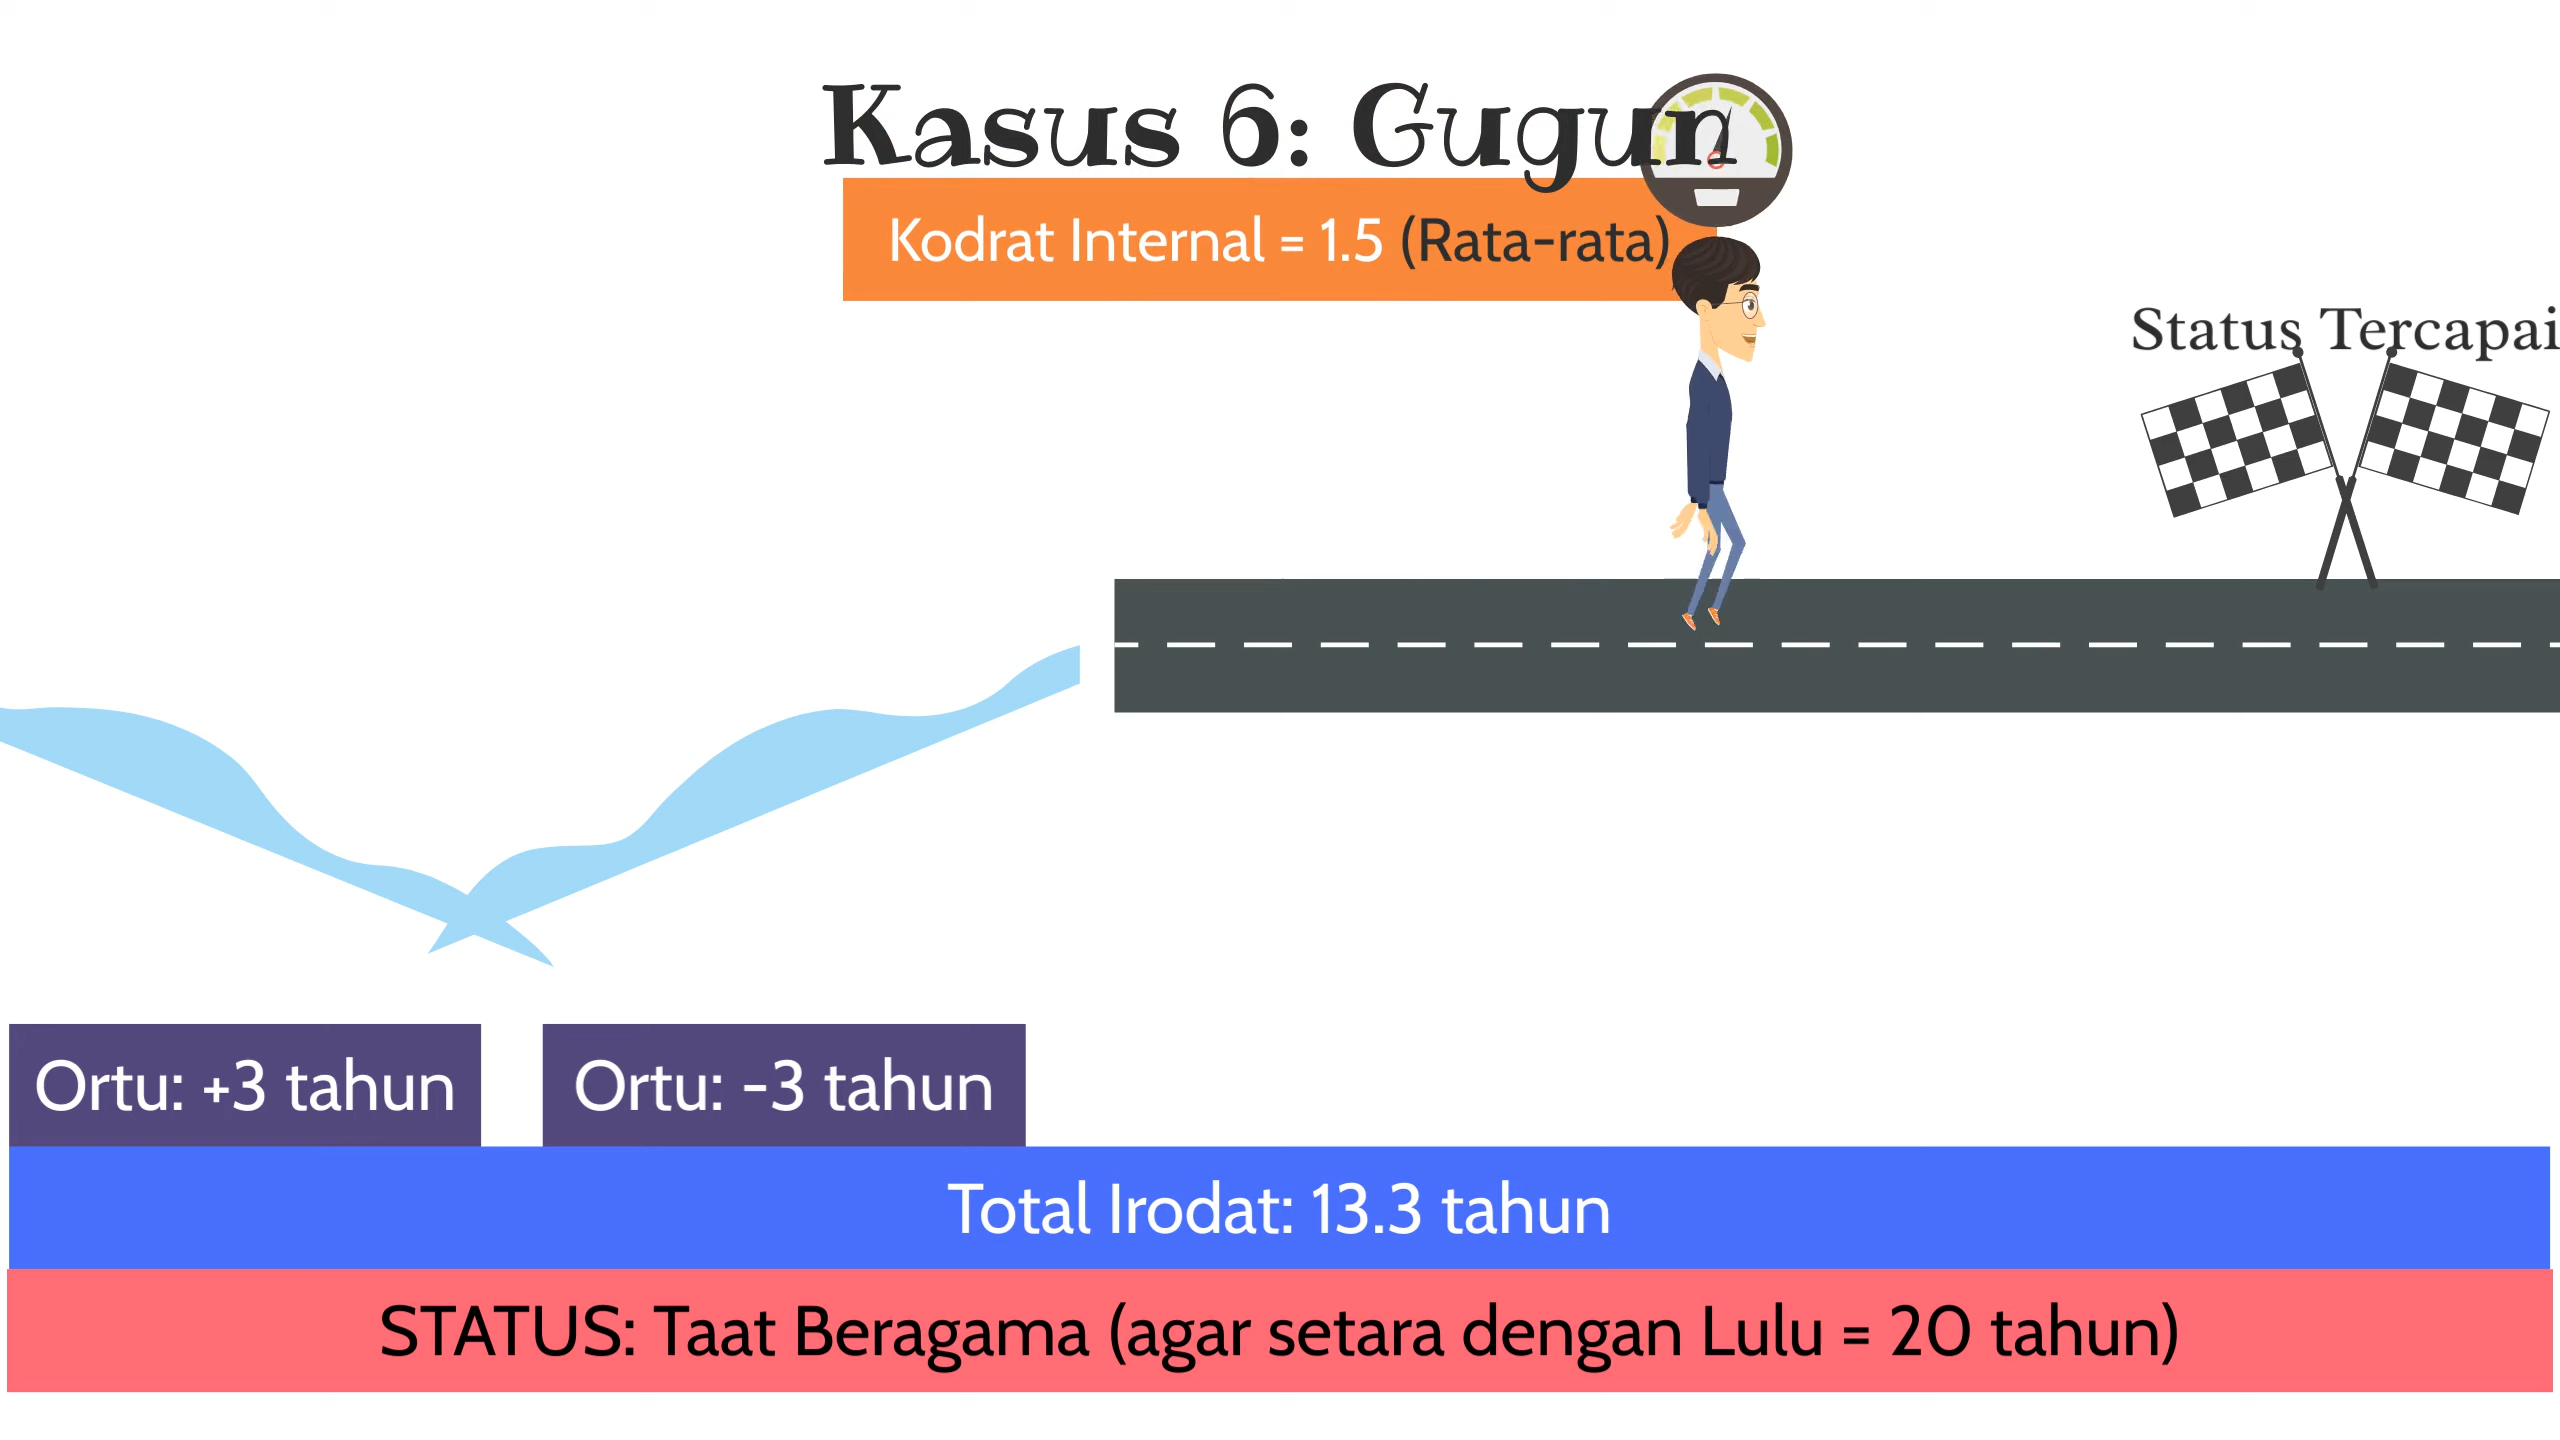 Kasus 6: Gugun
Kodrat Internal = 1.5 (Rata-rata)
Status Tercapai
Ortu: +3 tahun
Ortu: -3 tahun
Total Irodat: 13.3 tahun
STATUS: Taat Beragama (agar setara dengan Lulu = 20 tahun)